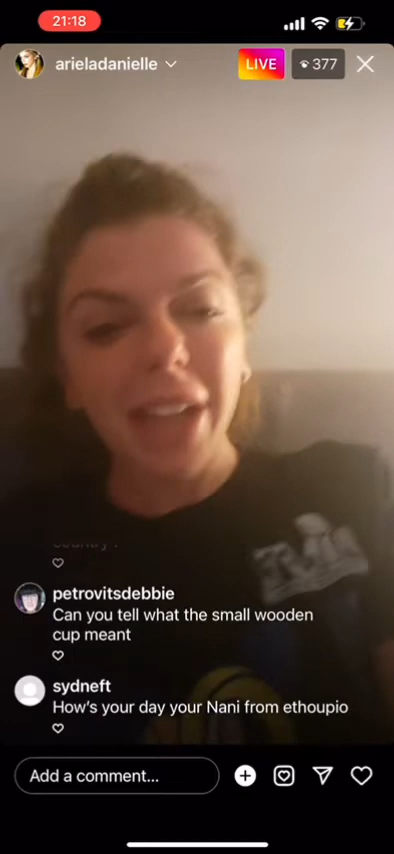 21:18
arieladanielle
LIVE
377
petrovitsdebbie
Can you tell what the small wooden
cup meant
sydneft
How's your day your Nani from ethoupio
Add a comment...